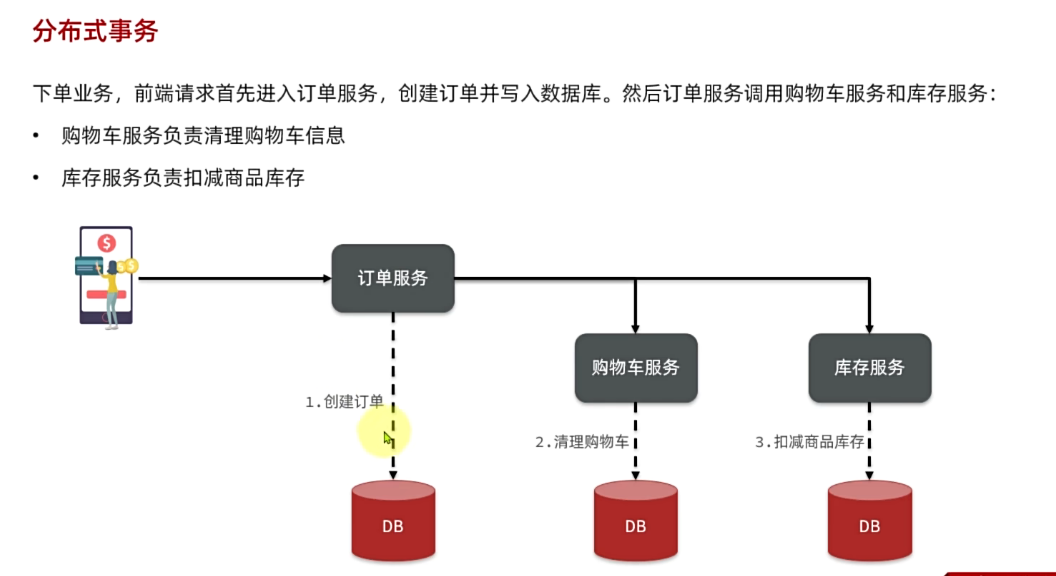 分布式事务
下单业务，前端请求首先进入订单服务，创建订单并写入数据库。然后订单服务调用购物车服务和库存服务：
• 购物车服务负责清理购物车信息
• 库存服务负责扣减商品库存
$
$
订单服务
购物车服务
库存服务
1.创建订单
2.清理购物车
3.扣减商品库存
DB
DB
DB